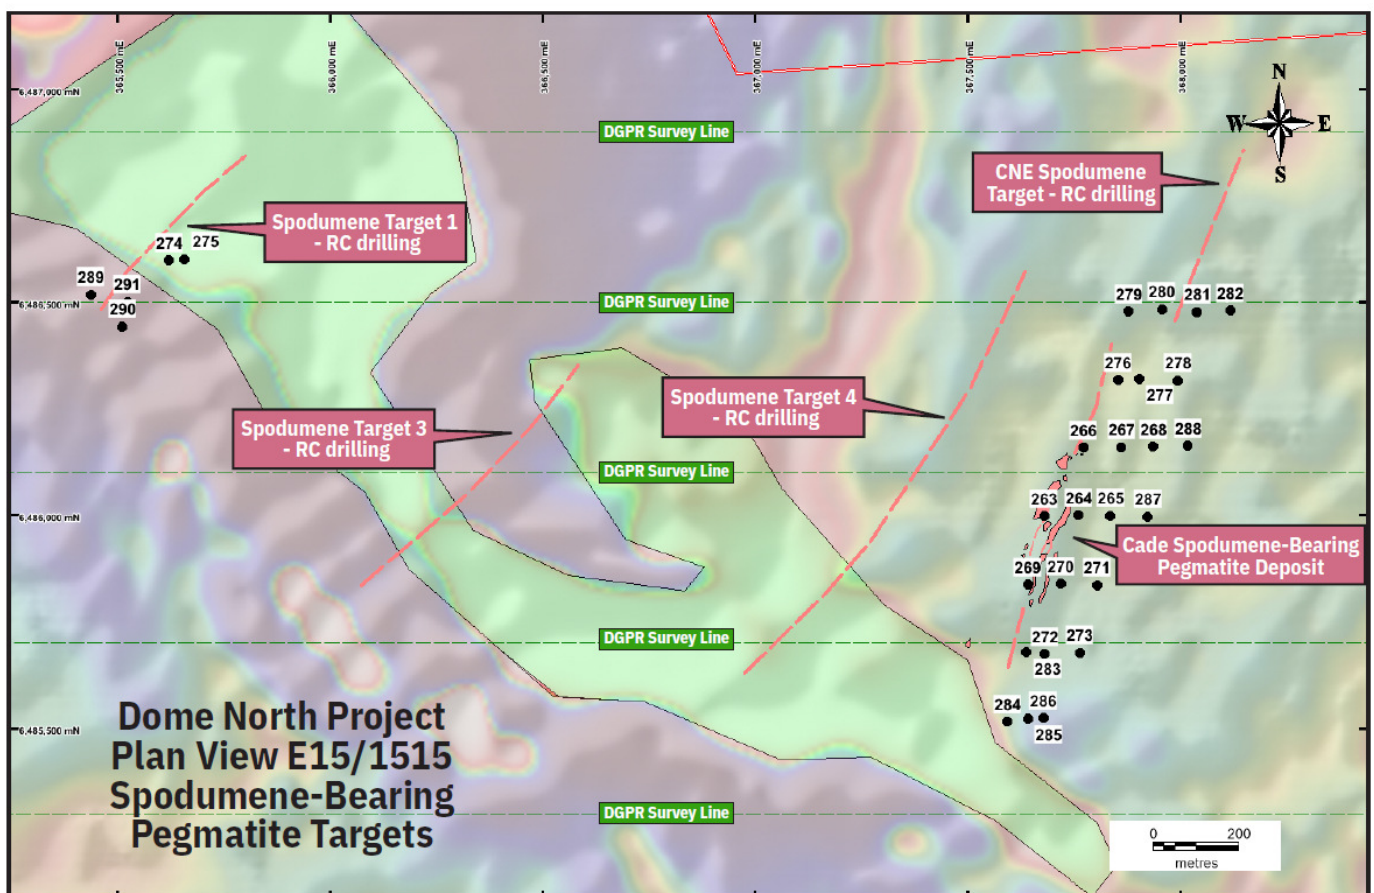 365,500 mE
366,000 mE
366,500 mE
367,000 mE
367,500 mE
368,000 mE
6,487,000 mN
N
W
E
S
DGPR Survey Line
CNE Spodumene
Target - RC drilling
Spodumene Target 1
- RC drilling
274
275
289
291
290
6,486,500 mN
DGPR Survey Line
279
280
281
282
276
278
277
Spodumene Target 4
- RC drilling
Spodumene Target 3
- RC drilling
266
267
268
288
DGPR Survey Line
263
264
265
287
6,486,000 mN
Cade Spodumene-Bearing
Pegmatite Deposit
269
270
271
DGPR Survey Line
272
273
283
284
286
285
6,485,500 mN
Dome North Project
Plan View E15/1515
Spodumene-Bearing
Pegmatite Targets
DGPR Survey Line
0
200
metres